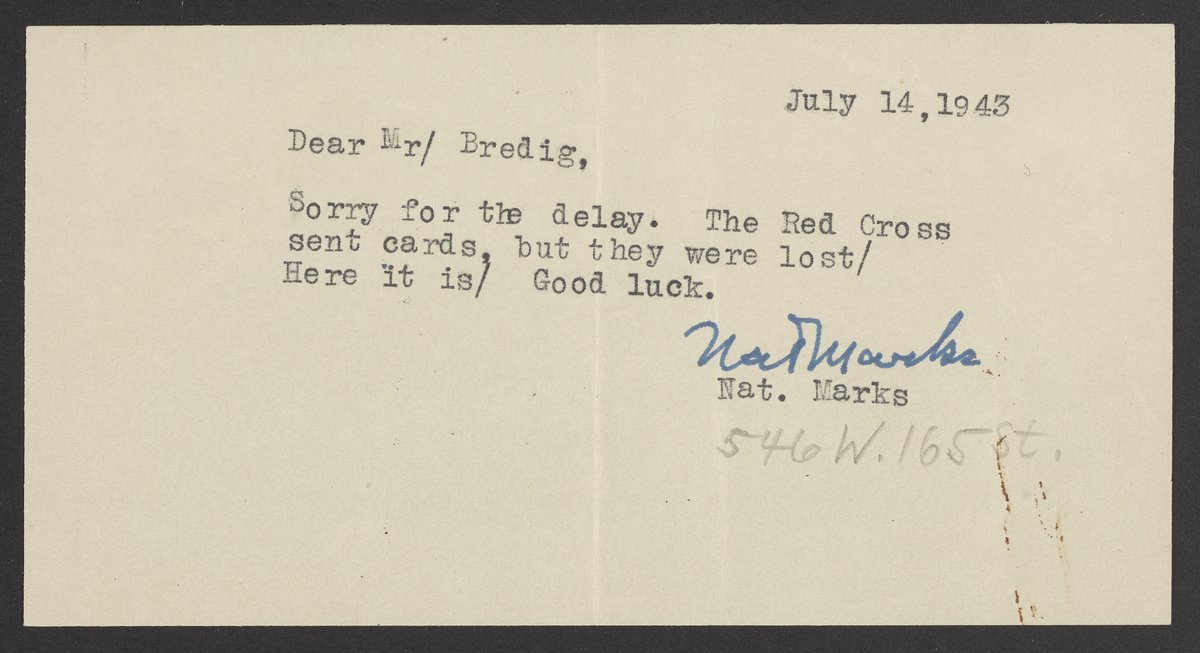 July 14,1943
Dear Mr/ Bredig,
Sorry for the delay. The Red Cross
sent cards, but they were lost/
Here it is/ Good luck.
Nat Marks
Nat. Marks
546 W. 165 St.